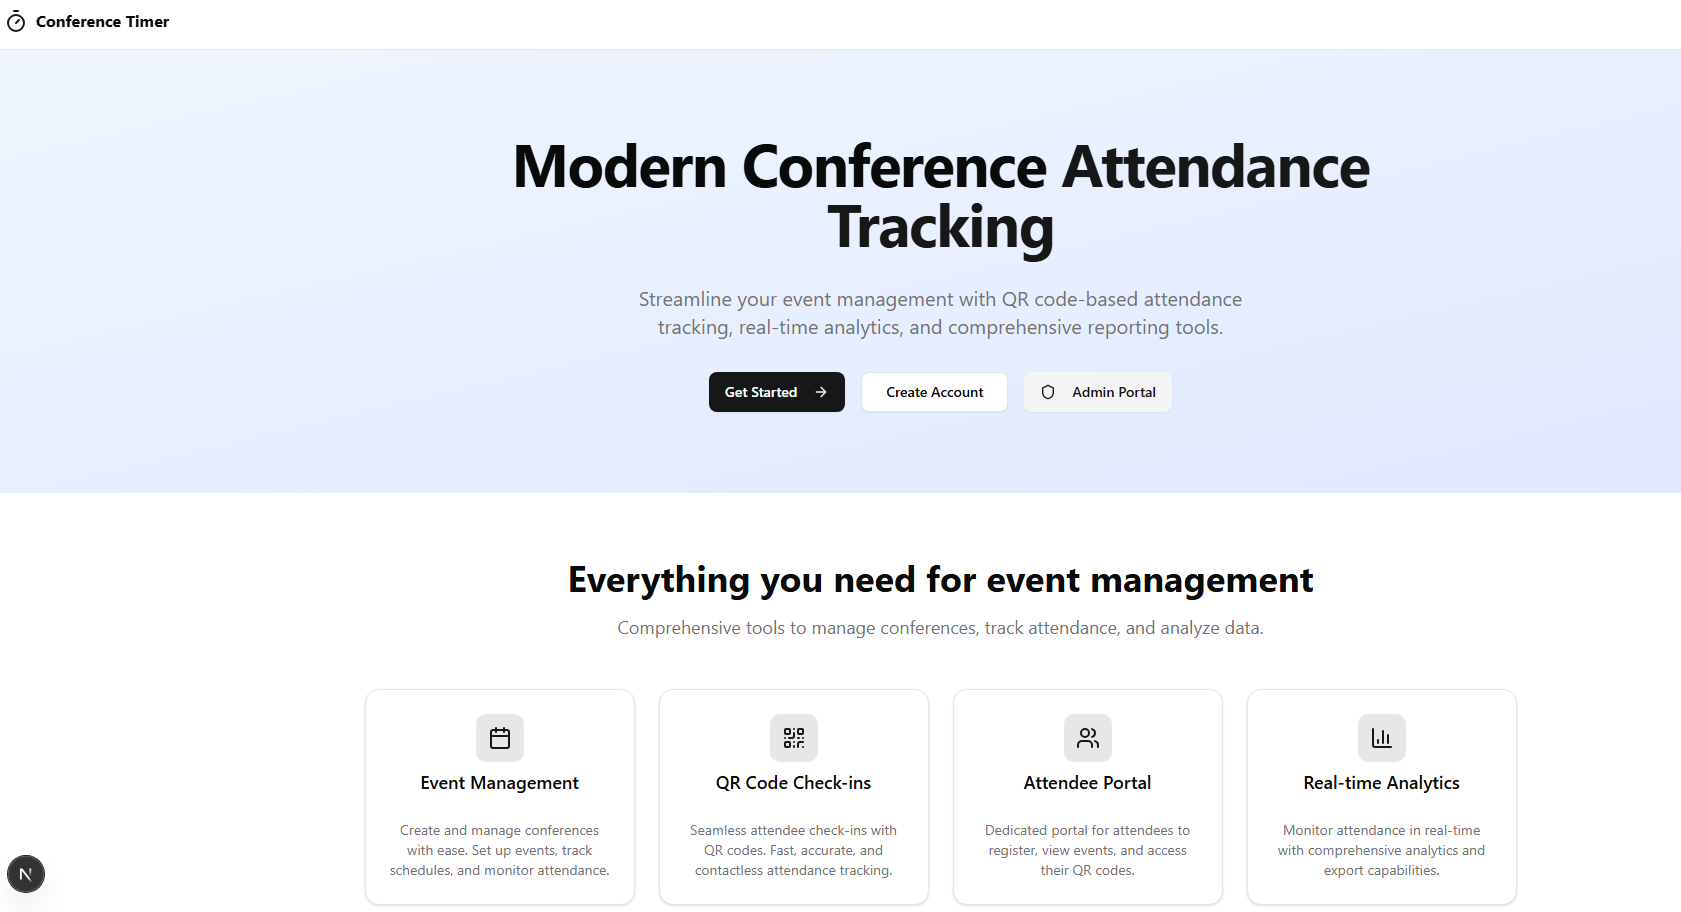 Conference Timer
Modern Conference Attendance
Tracking
Streamline your event management with QR code-based attendance
tracking, real-time analytics, and comprehensive reporting tools.
Get Started
Create Account
Admin Portal
Everything you need for event management
Comprehensive tools to manage conferences, track attendance, and analyze data.
Event Management
Create and manage conferences
with ease. Set up events, track
schedules, and monitor attendance.
QR Code Check-ins
Seamless attendee check-ins with
QR codes. Fast, accurate, and
contactless attendance tracking.
Attendee Portal
Dedicated portal for attendees to
register, view events, and access
their QR codes.
Real-time Analytics
Monitor attendance in real-time
with comprehensive analytics and
export capabilities.
N